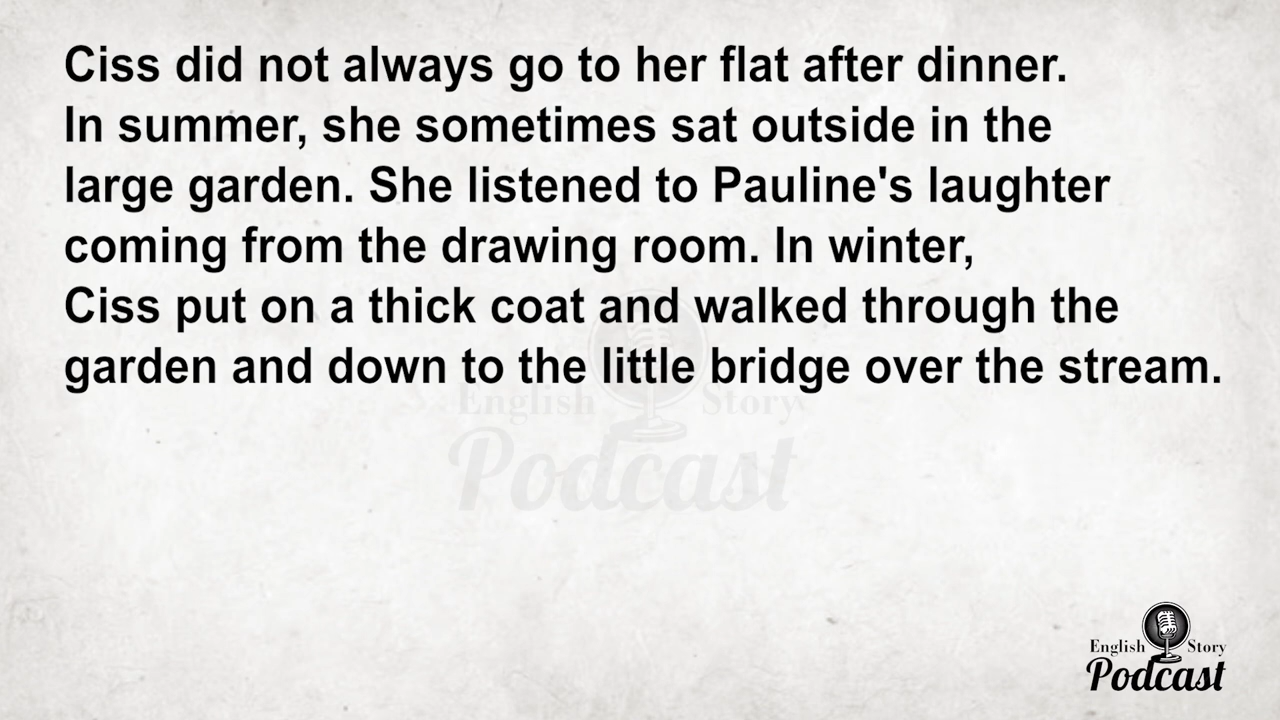 Ciss did not always go to her flat after dinner.
In summer, she sometimes sat outside in the
large garden. She listened to Pauline's laughter
coming from the drawing room. In winter,
Ciss put on a thick coat and walked through the
garden and down to the little bridge over the stream.
English Story
Podcast
English Story
Podcast